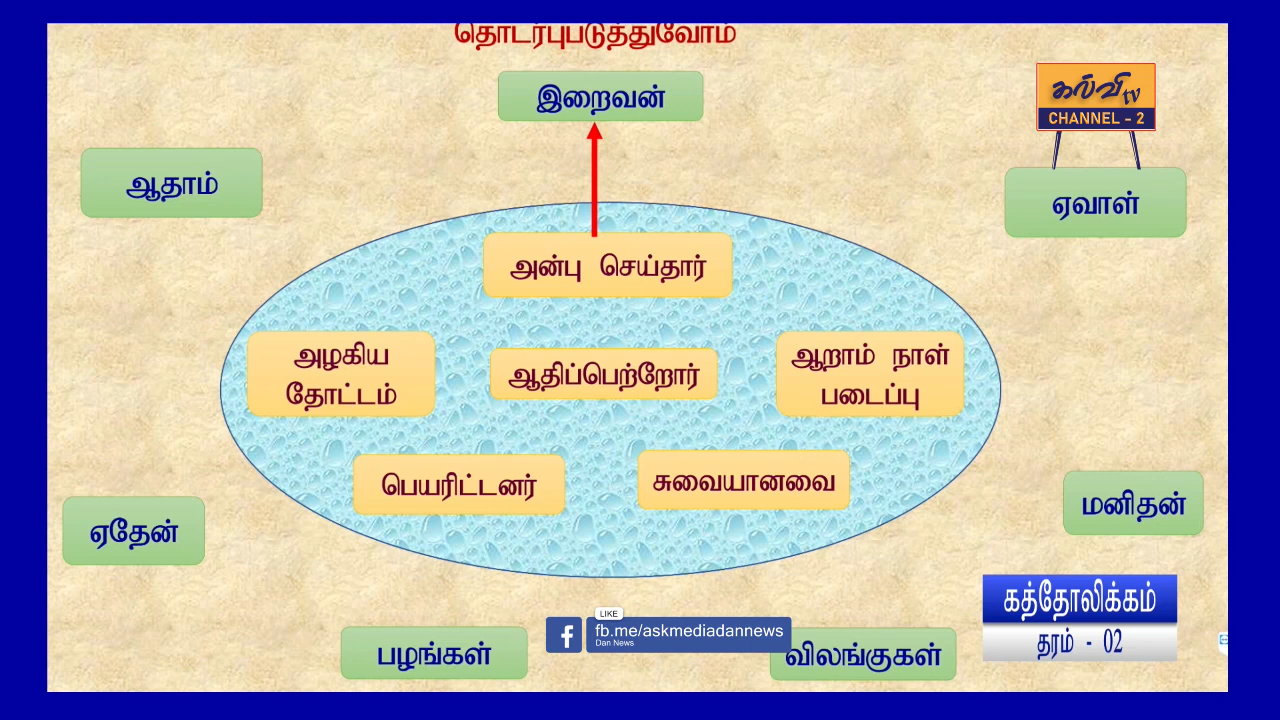 தொடர்புபடுத்துவோம்
இறைவன்
கல்வி tv
CHANNEL - 2
ஆதாம்
ஏவாள்
அன்பு செய்தார்
அழகிய
தோட்டம்
ஆதிப்பெற்றோர்
ஆறாம் நாள்
படைப்பு
பெயரிட்டனர்
சுவையானவை
ஏதேன்
மனிதன்
கத்தோலிக்கம்
தரம் - 02
LIKE
fb.me/askmediadannews
Dan News
பழங்கள்
விலங்குகள்